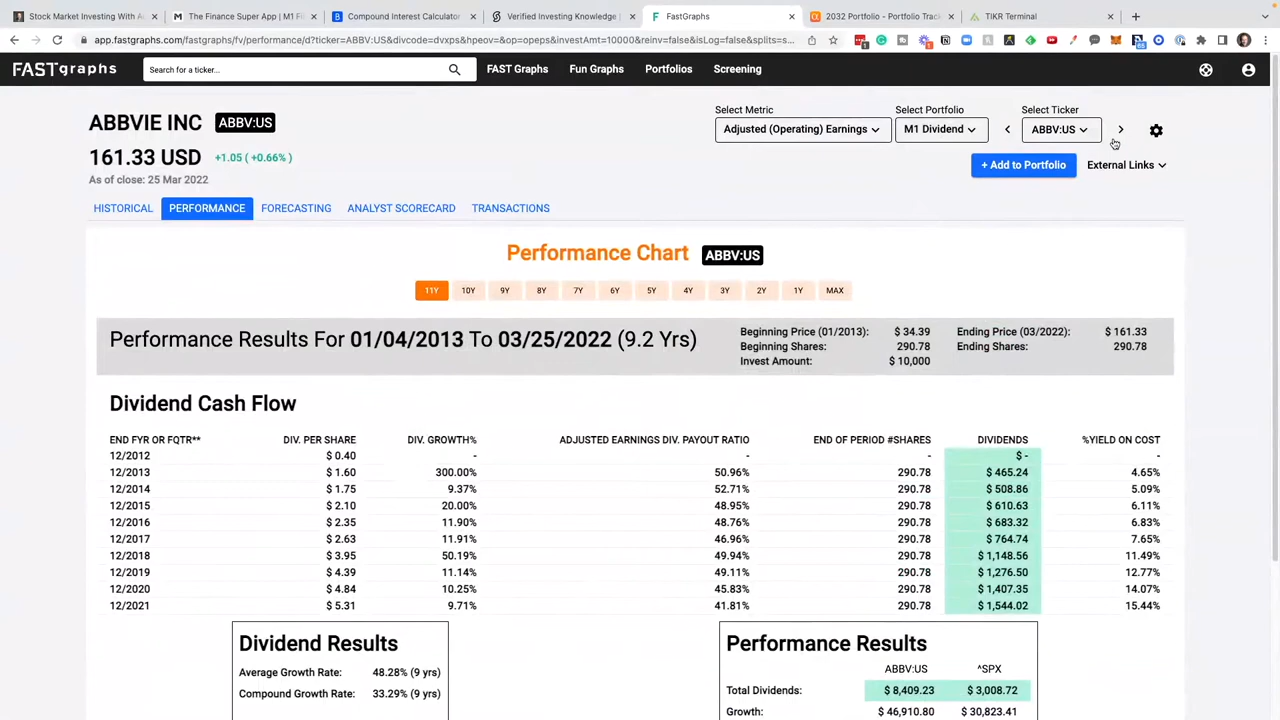 Stock Market Investing With A
The Finance Super App | M1 Fi
Compound Interest Calculator
Verified Investing Knowledge |
FastGraphs
2032 Portfolio - Portfolio Track
TIKR Terminal
app.fastgraphs.com/fastgraphs/fv/performance/d?ticker=ABBV:US&divcode=dvxps&hpeov=&op=opeps&investAmt=10000&reinv=false&isLog=false&splits=s...
FASTgraphs
Search for a ticker...
FAST Graphs Fun Graphs Portfolios Screening
ABBVIE INC ABBV:US
161.33 USD +1.05 ( +0.66% )
As of close: 25 Mar 2022
Select Metric Select Portfolio Select Ticker
Adjusted (Operating) Earnings M1 Dividend < ABBV:US >
+ Add to Portfolio External Links
HISTORICAL PERFORMANCE FORECASTING ANALYST SCORECARD TRANSACTIONS
Performance Chart ABBV:US
11Y 10Y 9Y 8Y 7Y 6Y 5Y 4Y 3Y 2Y 1Y MAX
Performance Results For 01/04/2013 To 03/25/2022 (9.2 Yrs)
Beginning Price (01/2013): $ 34.39 Ending Price (03/2022): $ 161.33
Beginning Shares: 290.78 Ending Shares: 290.78
Invest Amount: $ 10,000
Dividend Cash Flow
END FYR OR FQTR** DIV. PER SHARE DIV. GROWTH% ADJUSTED EARNINGS DIV. PAYOUT RATIO END OF PERIOD #SHARES DIVIDENDS %YIELD ON COST
12/2012 $ 0.40 - - - $ - -
12/2013 $ 1.60 300.00% 50.96% 290.78 $ 465.24 4.65%
12/2014 $ 1.75 9.37% 52.71% 290.78 $ 508.86 5.09%
12/2015 $ 2.10 20.00% 48.95% 290.78 $ 610.63 6.11%
12/2016 $ 2.35 11.90% 48.76% 290.78 $ 683.32 6.83%
12/2017 $ 2.63 11.91% 46.96% 290.78 $ 764.74 7.65%
12/2018 $ 3.95 50.19% 49.94% 290.78 $ 1,148.56 11.49%
12/2019 $ 4.39 11.14% 49.11% 290.78 $ 1,276.50 12.77%
12/2020 $ 4.84 10.25% 45.83% 290.78 $ 1,407.35 14.07%
12/2021 $ 5.31 9.71% 41.81% 290.78 $ 1,544.02 15.44%
Dividend Results
Average Growth Rate: 48.28% (9 yrs)
Compound Growth Rate: 33.29% (9 yrs)
Performance Results
ABBV:US ^SPX
Total Dividends: $ 8,409.23 $ 3,008.72
Growth: $ 46,910.80 $ 30,823.41